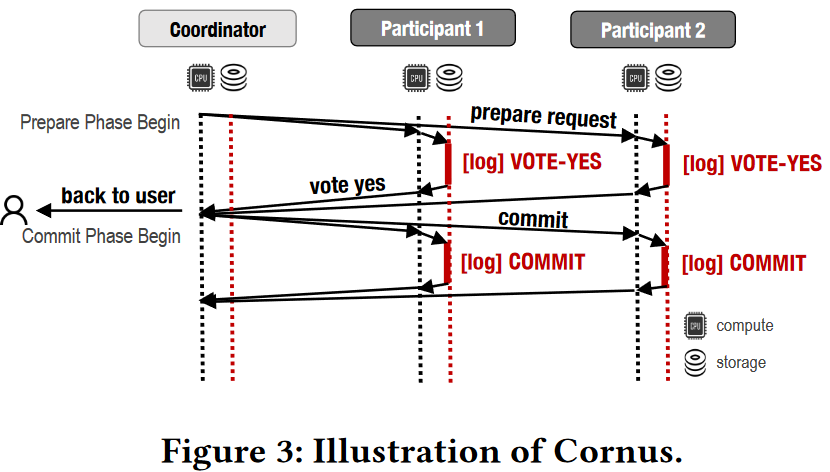 Coordinator
Participant 1
Participant 2
CPU
CPU
CPU
Prepare Phase Begin
prepare request
[log] VOTE-YES
[log] VOTE-YES
vote yes
back to user
commit
Commit Phase Begin
[log] COMMIT
[log] COMMIT
CPU
compute
storage
Figure 3: Illustration of Cornus.